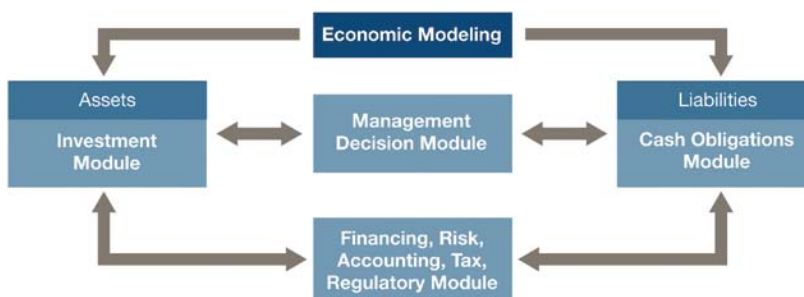 Economic Modeling
Assets
Investment
Module
Management
Decision Module
Liabilities
Cash Obligations
Module
Financing, Risk,
Accounting, Tax,
Regulatory Module